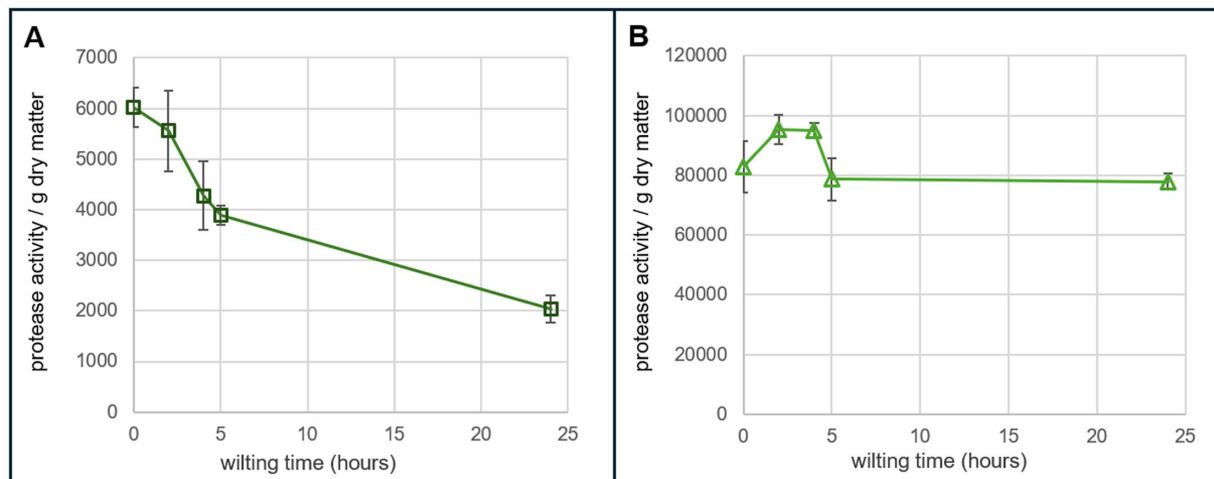 A
protease activity / g dry matter
7000
6000
5000
4000
3000
2000
1000
0
0 5 10 15 20 25
wilting time (hours)
B
protease activity / g dry matter
120000
100000
80000
60000
40000
20000
0
0 5 10 15 20 25
wilting time (hours)